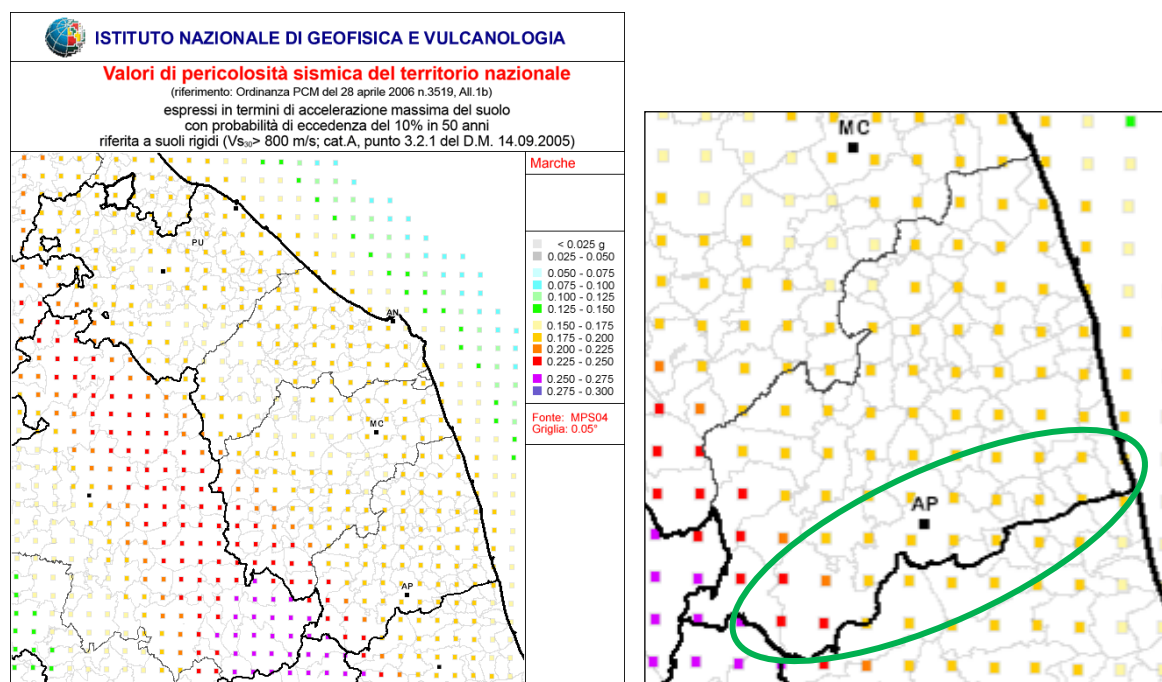 ISTITUTO NAZIONALE DI GEOFISICA E VULCANOLOGIA
Valori di pericolosità sismica del territorio nazionale
(riferimento: Ordinanza PCM del 28 aprile 2006 n.3519, All.1b)
espressi in termini di accelerazione massima del suolo
con probabilità di eccedenza del 10% in 50 anni
riferita a suoli rigidi (Vs₃₀> 800 m/s; cat.A, punto 3.2.1 del D.M. 14.09.2005)
Marche
< 0.025 g
0.025 - 0.050
0.050 - 0.075
0.075 - 0.100
0.100 - 0.125
0.125 - 0.150
0.150 - 0.175
0.175 - 0.200
0.200 - 0.225
0.225 - 0.250
0.250 - 0.275
0.275 - 0.300
Fonte: MPS04
Griglia: 0.05°
PU
AN
MC
AP
MC
AP